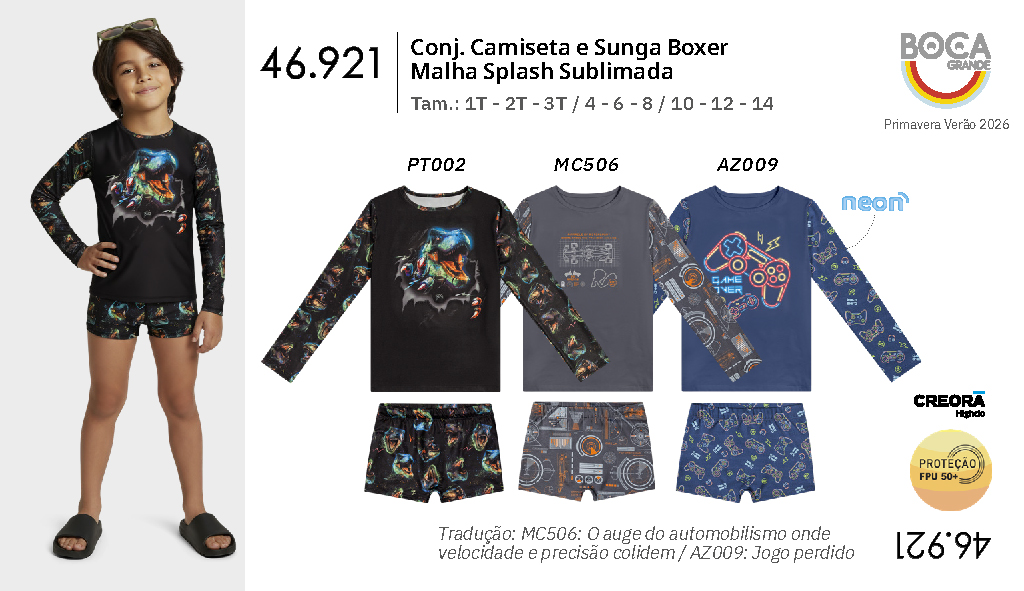 46.921
Conj. Camiseta e Sunga Boxer
Malha Splash Sublimada
Tam.: 1T - 2T - 3T / 4 - 6 - 8 / 10 - 12 - 14
BOCA
GRANDE
Primavera Verão 2026
PT002
MC506
AZ009
neon
GAME
OVER
CREORA
Highclo
PROTEÇÃO
FPU 50+
Tradução: MC506: O auge do automobilismo onde
velocidade e precisão colidem / AZ009: Jogo perdido
46.921